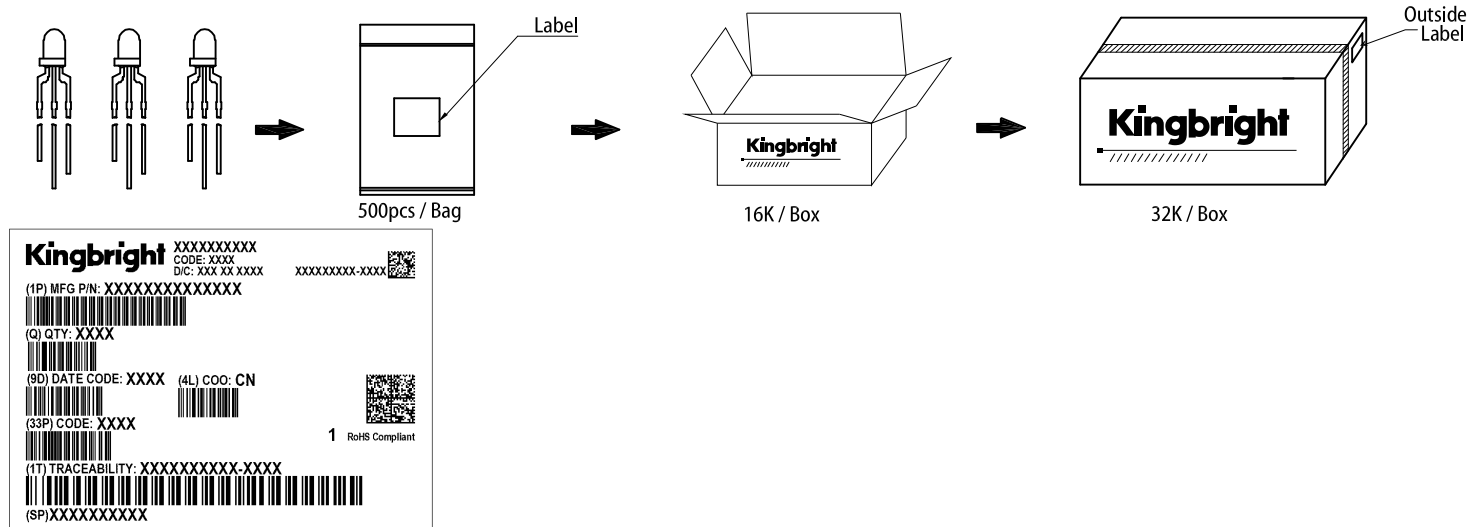 Label
Outside
Label
Kingbright
Kingbright
500pcs / Bag
16K / Box
32K / Box
Kingbright
XXXXXXXXXX
CODE: XXXX
D/C: XXX XX XXXX
XXXXXXXXX-XXXX
(1P) MFG P/N: XXXXXXXXXXXXXX
(Q) QTY: XXXX
(9D) DATE CODE: XXXX (4L) COO: CN
(33P) CODE: XXXX
1 RoHS Compliant
(1T) TRACEABILITY: XXXXXXXXXX-XXXX
(SP)XXXXXXXXXX